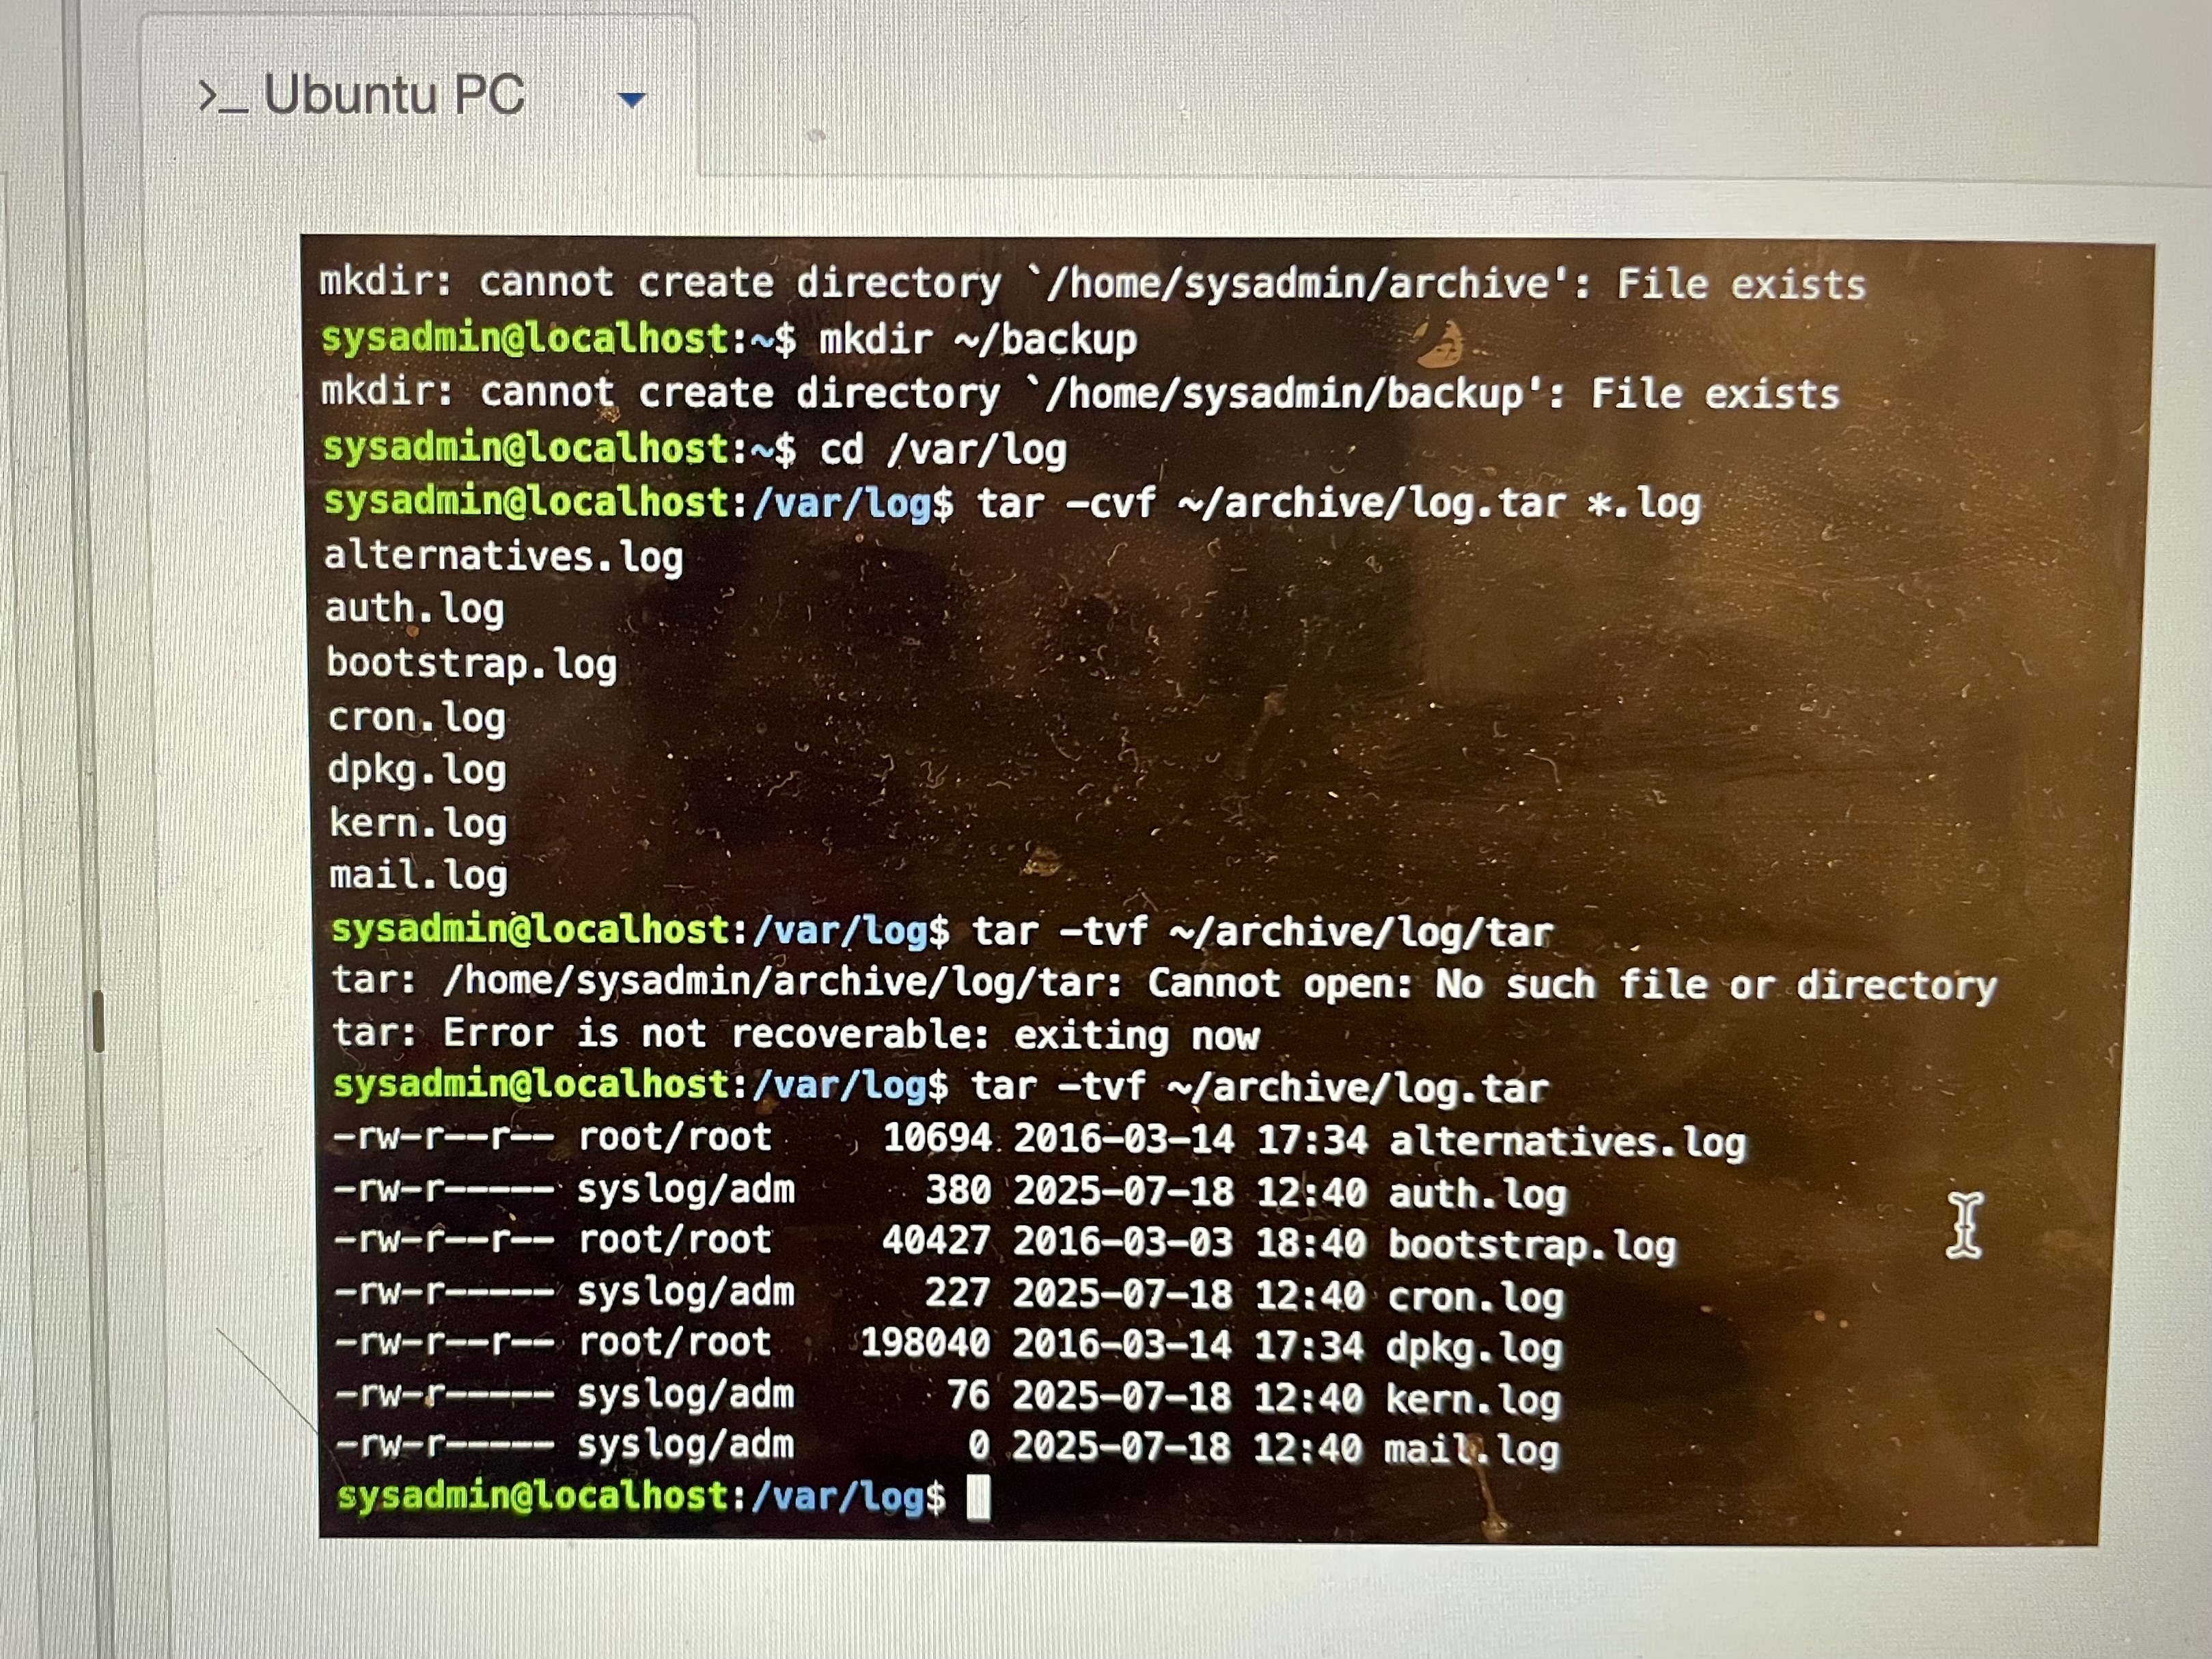 >_ Ubuntu PC
mkdir: cannot create directory `/home/sysadmin/archive': File exists
sysadmin@localhost:~$ mkdir ~/backup
mkdir: cannot create directory `/home/sysadmin/backup': File exists
sysadmin@localhost:~$ cd /var/log
sysadmin@localhost:/var/log$ tar -cvf ~/archive/log.tar *.log
alternatives.log
auth.log
bootstrap.log
cron.log
dpkg.log
kern.log
mail.log
sysadmin@localhost:/var/log$ tar -tvf ~/archive/log/tar
tar: /home/sysadmin/archive/log/tar: Cannot open: No such file or directory
tar: Error is not recoverable: exiting now
sysadmin@localhost:/var/log$ tar -tvf ~/archive/log.tar
-rw-r--r-- root/root     10694 2016-03-14 17:34 alternatives.log
-rw-r----- syslog/adm      380 2025-07-18 12:40 auth.log
-rw-r--r-- root/root     40427 2016-03-03 18:40 bootstrap.log
-rw-r----- syslog/adm      227 2025-07-18 12:40 cron.log
-rw-r--r-- root/root    198040 2016-03-14 17:34 dpkg.log
-rw-r----- syslog/adm       76 2025-07-18 12:40 kern.log
-rw-r----- syslog/adm        0 2025-07-18 12:40 mail.log
sysadmin@localhost:/var/log$